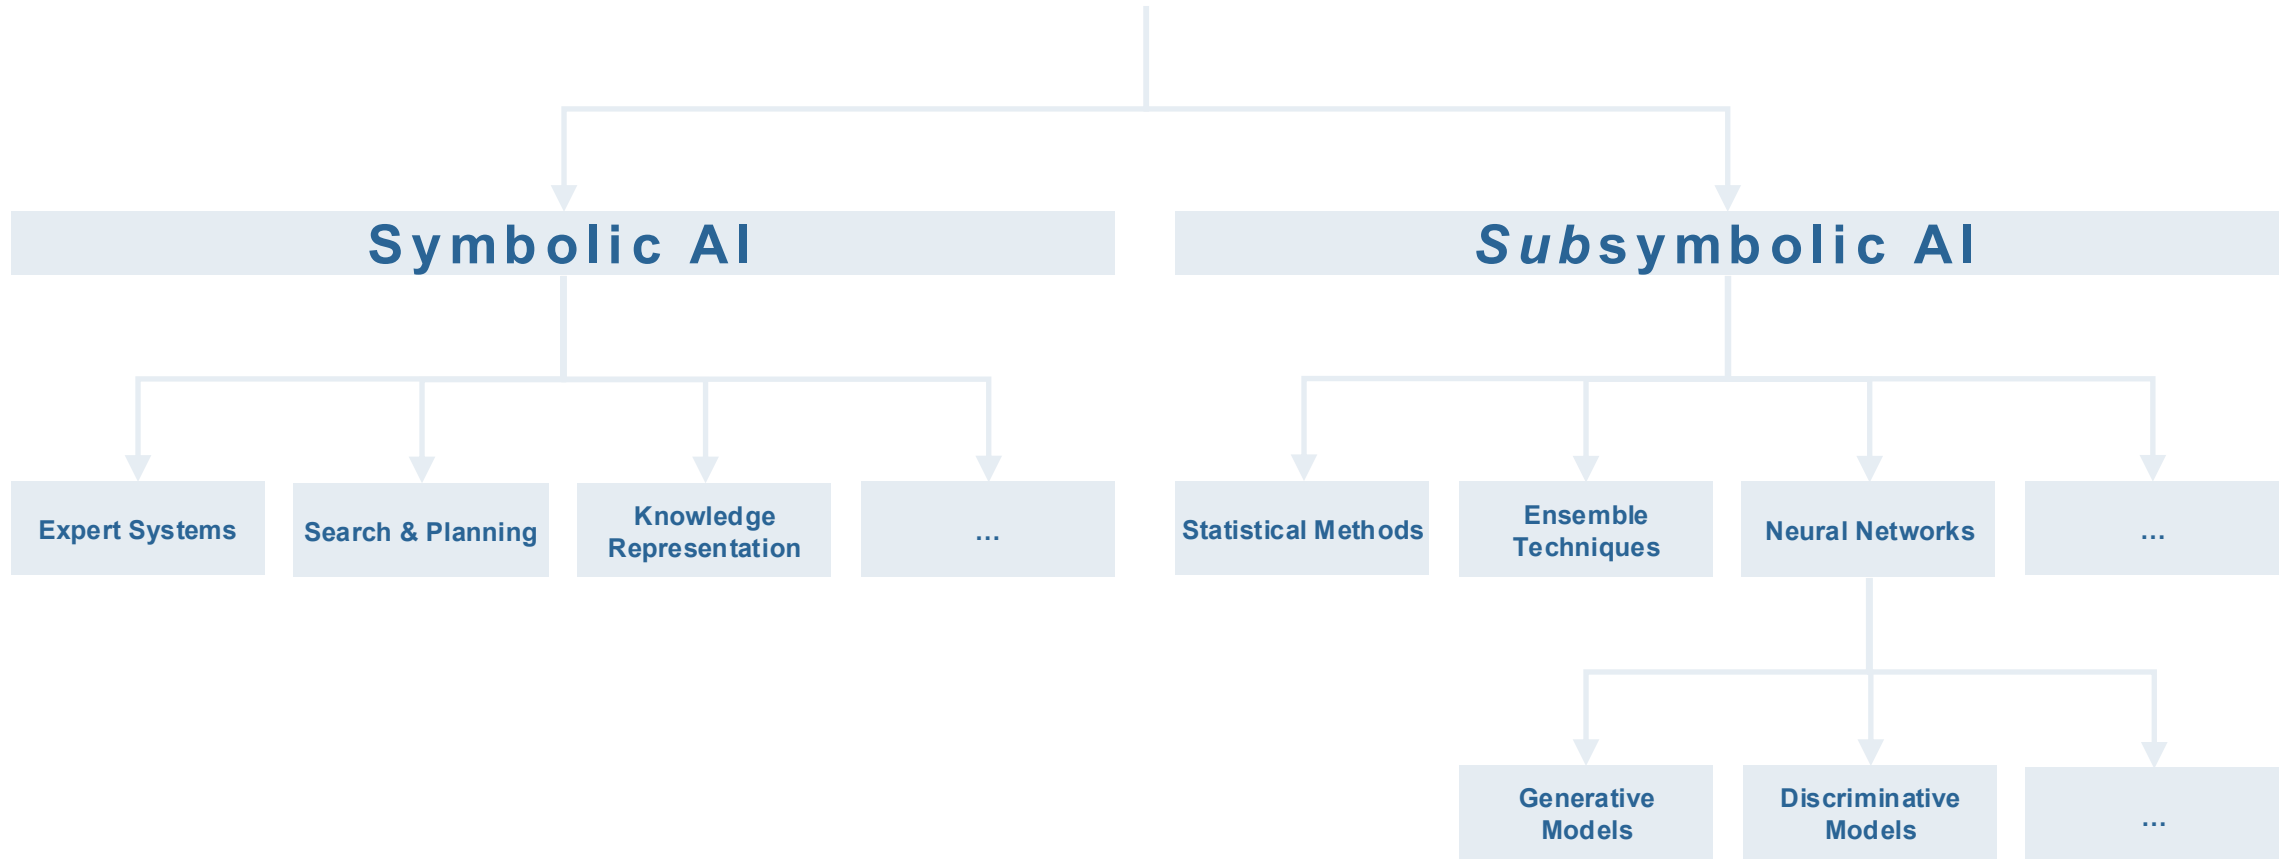 Symbolic AI
Subsymbolic AI
Expert Systems
Search & Planning
Knowledge
Representation
...
Statistical Methods
Ensemble
Techniques
Neural Networks
...
Generative
Models
Discriminative
Models
...